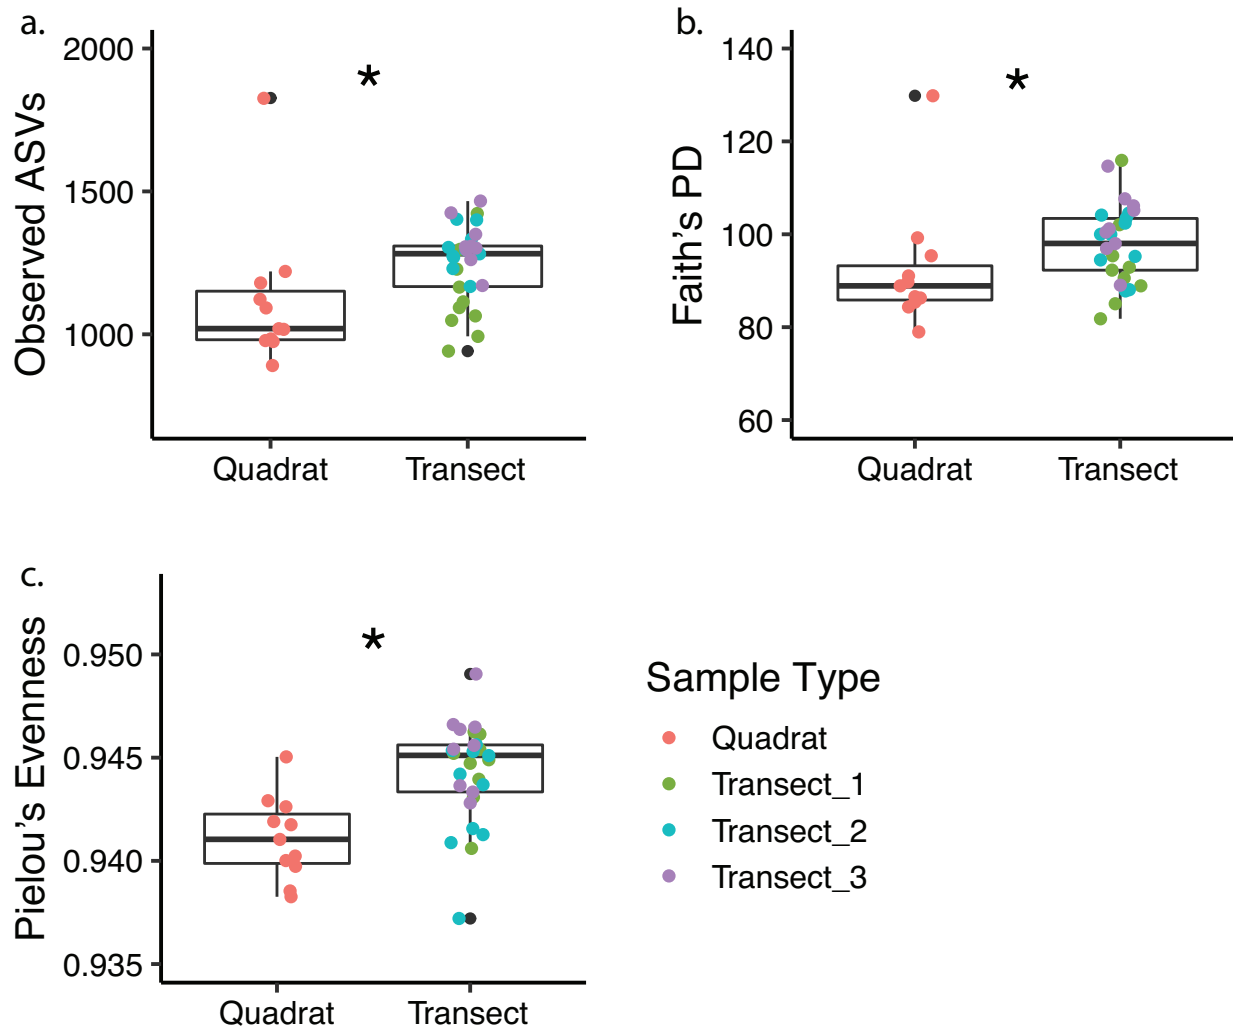 a.
2000
1500
1000
Observed ASVs
*
Quadrat
Transect
b.
140
120
100
80
60
Faith's PD
*
Quadrat
Transect
c.
0.950
0.945
0.940
0.935
Pielou's Evenness
*
Quadrat
Transect
Sample Type
Quadrat
Transect_1
Transect_2
Transect_3